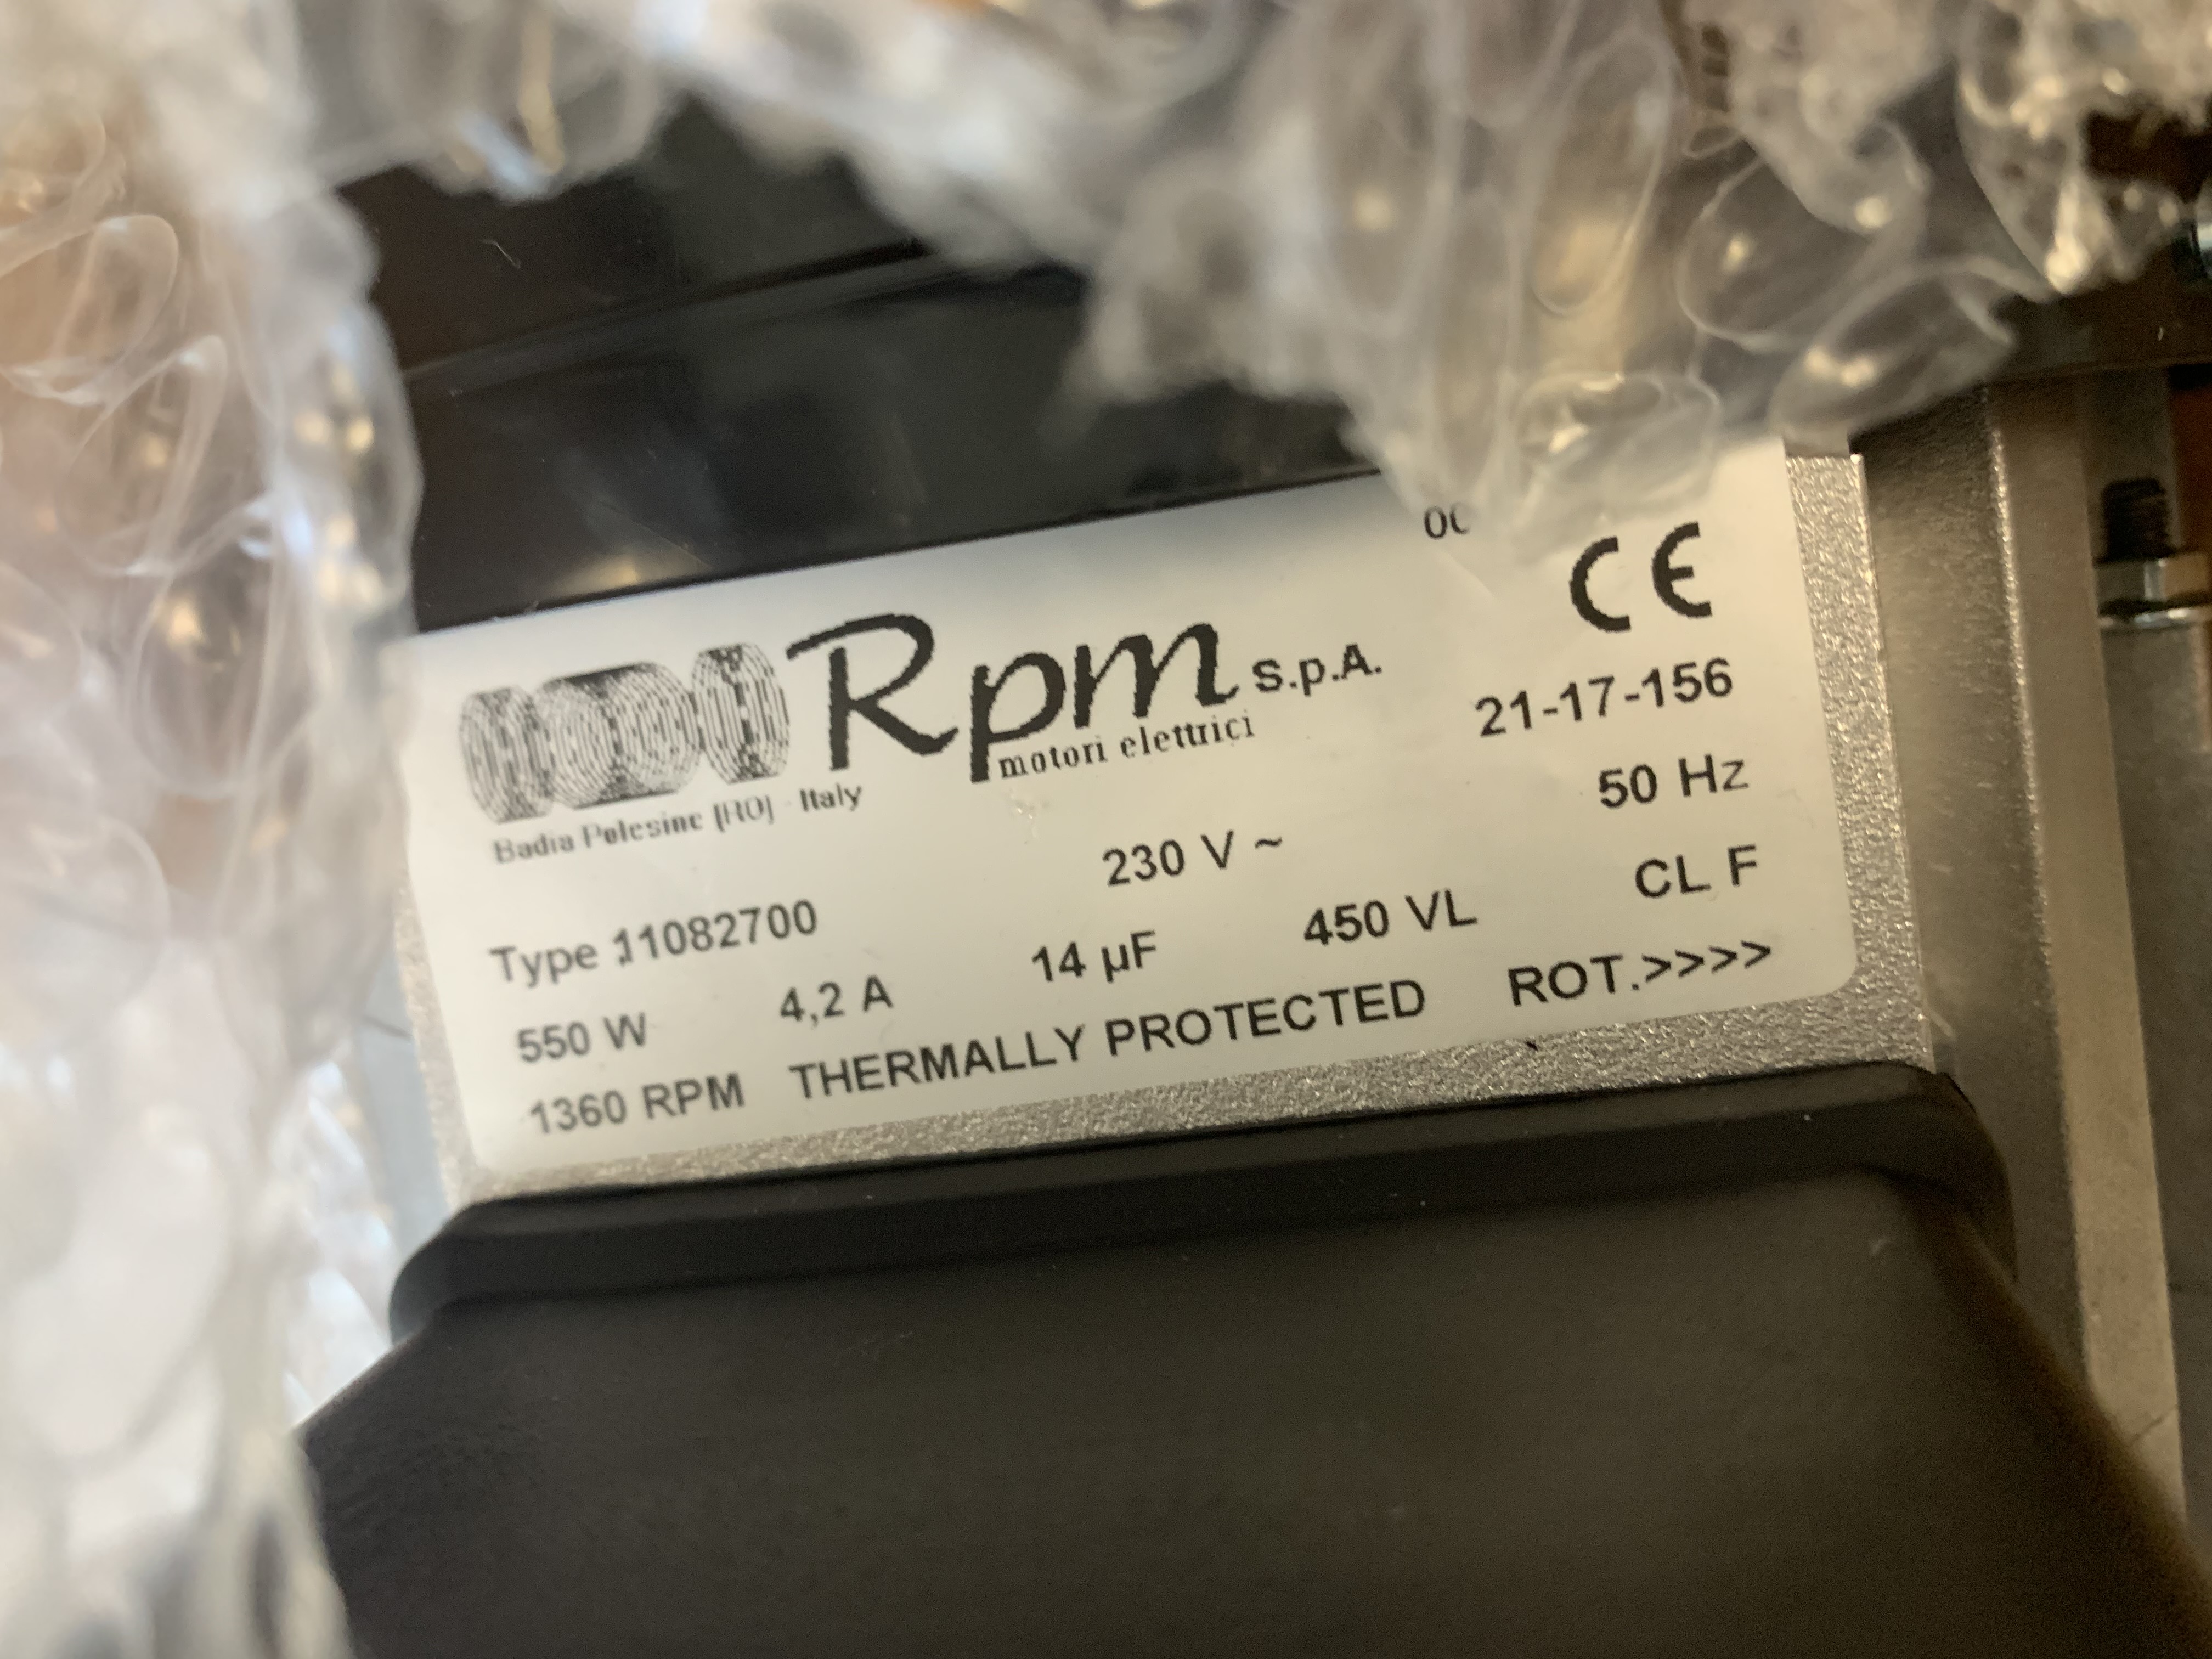 CE
Rpm s.p.A.
motori elettrici
21-17-156
Badia Polesine [RO] Italy
230 V ~ 50 Hz
Type 11082700
14 µF 450 VL CL F
550 W 4,2 A
1360 RPM THERMALLY PROTECTED ROT.>>>>